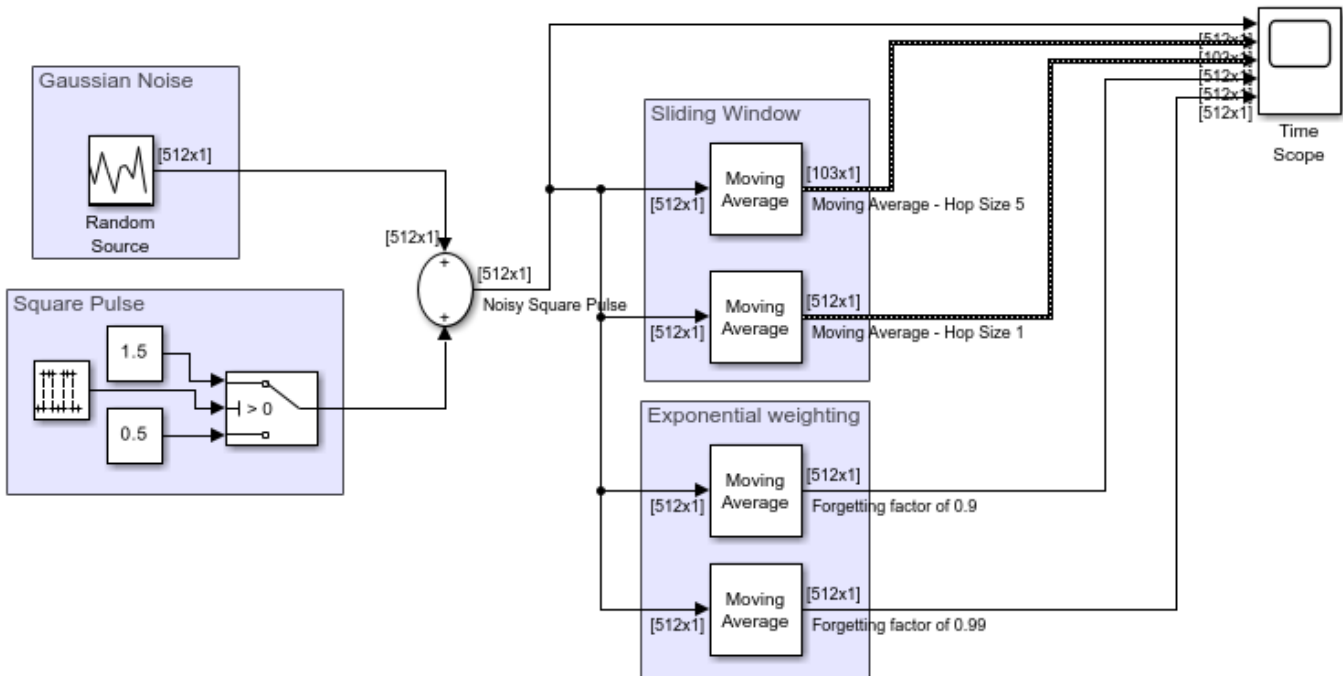 Gaussian Noise
[512x1]
Random
Source
Square Pulse
1.5
> 0
0.5
[512x1]
+
+
[512x1]
Noisy Square Pulse
Sliding Window
[512x1]
Moving
Average
[103x1]
Moving Average - Hop Size 5
[512x1]
Moving
Average
[512x1]
Moving Average - Hop Size 1
Exponential weighting
[512x1]
Moving
Average
[512x1]
Forgetting factor of 0.9
[512x1]
Moving
Average
[512x1]
Forgetting factor of 0.99
[512x1]
[103x1]
[512x1]
[512x1]
[512x1]
Time
Scope